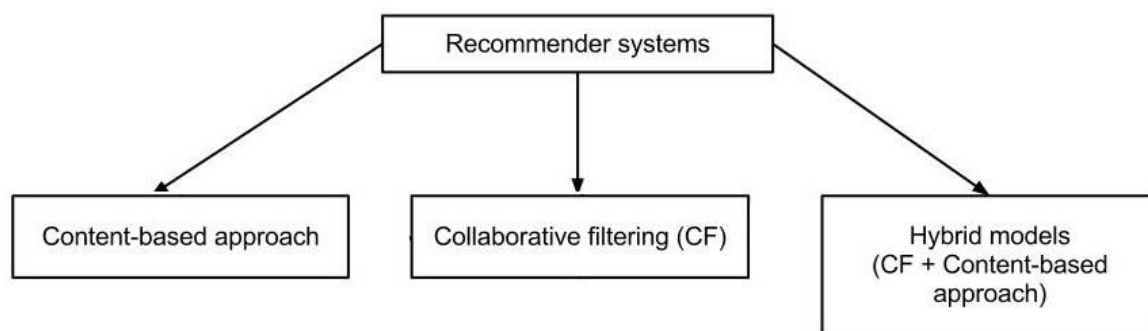 Recommender systems
Content-based approach
Collaborative filtering (CF)
Hybrid models
(CF + Content-based
approach)